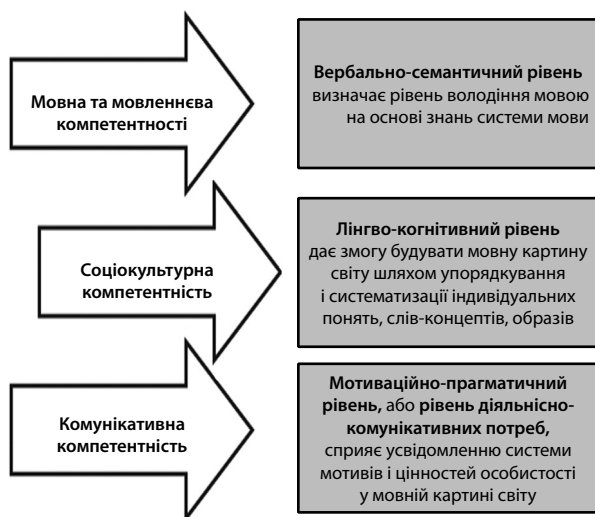 Мовна та мовленнєва
компетентності
Вербально-семантичний рівень
визначає рівень володіння мовою
на основі знань системи мови
Соціокультурна
компетентність
Лінгво-когнітивний рівень
дає змогу будувати мовну картину
світу шляхом упорядкування
і систематизації індивідуальних
понять, слів-концептів, образів
Комунікативна
компетентність
Мотиваційно-прагматичний
рівень, або рівень діяльнісно-
комунікативних потреб,
сприяє усвідомленню системи
мотивів і цінностей особистості
у мовній картині світу